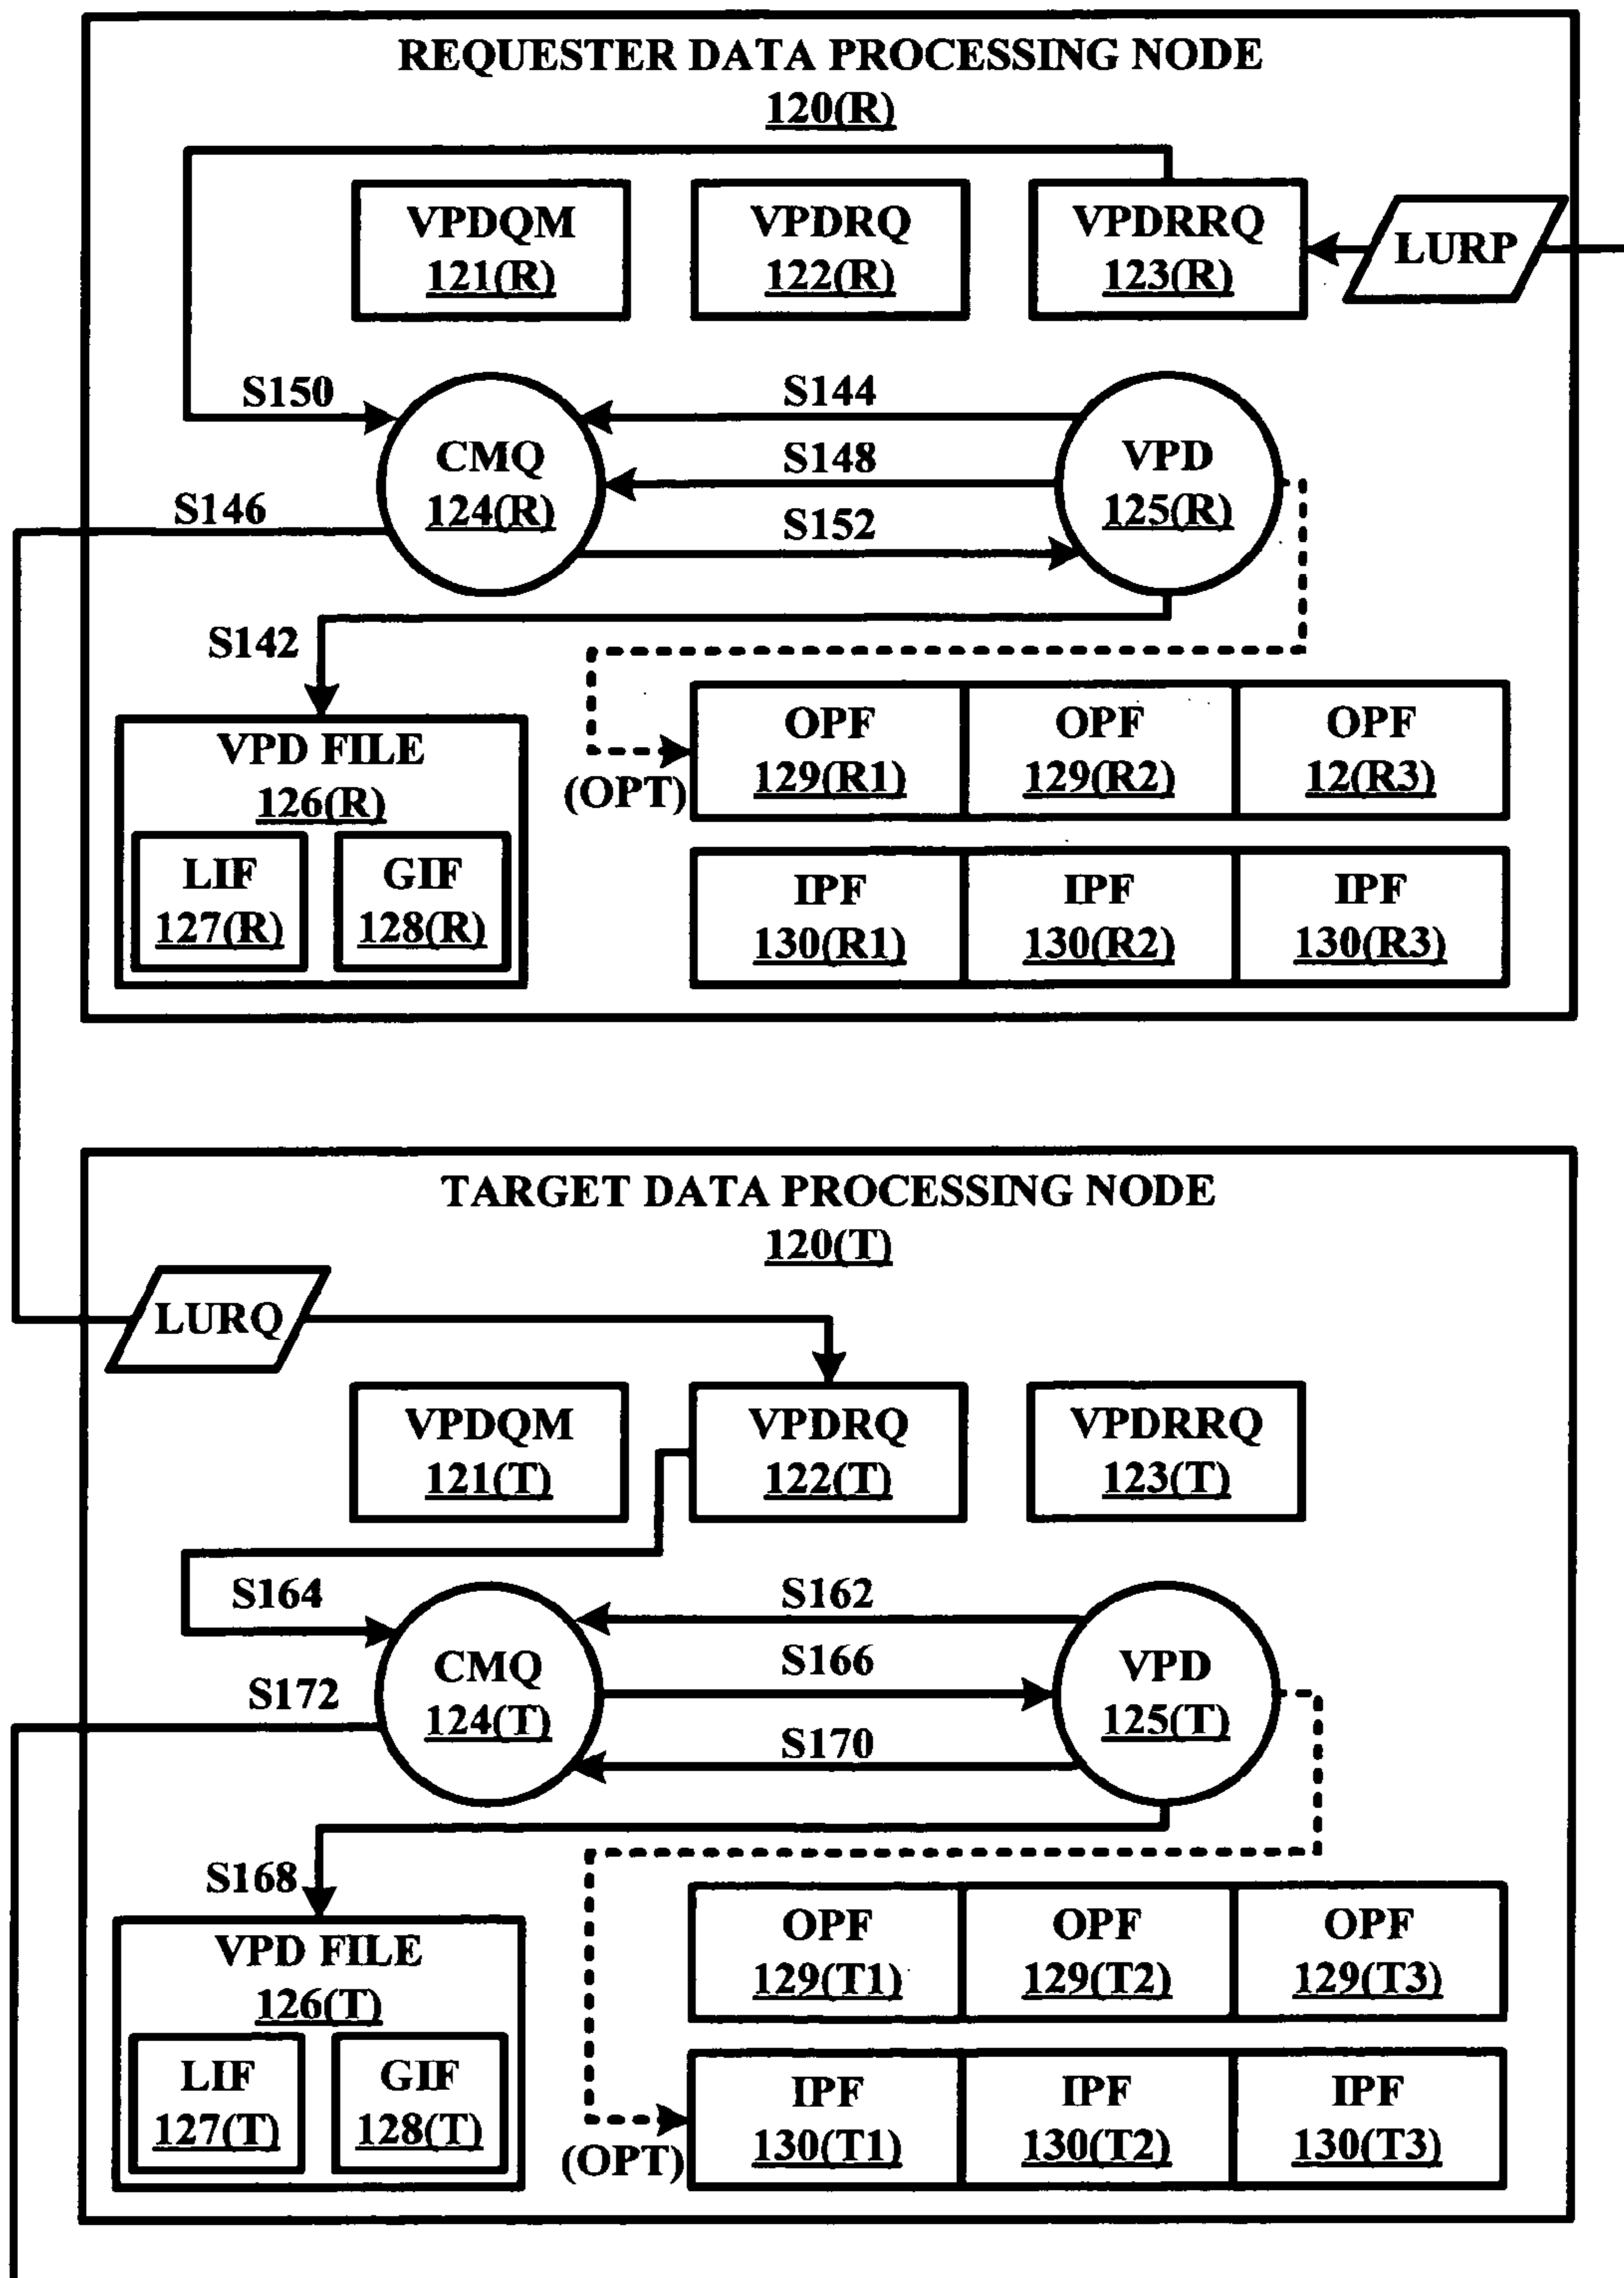 REQUESTER DATA PROCESSING NODE
120(R)
VPDQM
121(R)
VPDRQ
122(R)
VPDRRQ
123(R)
LURP
S150
S144
CMQ
124(R)
S148
VPD
125(R)
S146
S152
S142
VPD FILE
126(R)
LIF
127(R)
GIF
128(R)
(OPT)
OPF
129(R1)
OPF
129(R2)
OPF
12(R3)
IPF
130(R1)
IPF
130(R2)
IPF
130(R3)
TARGET DATA PROCESSING NODE
120(T)
LURQ
VPDQM
121(T)
VPDRQ
122(T)
VPDRRQ
123(T)
S164
S162
CMQ
124(T)
S166
VPD
125(T)
S172
S170
S168
VPD FILE
126(T)
LIF
127(T)
GIF
128(T)
(OPT)
OPF
129(T1)
OPF
129(T2)
OPF
129(T3)
IPF
130(T1)
IPF
130(T2)
IPF
130(T3)